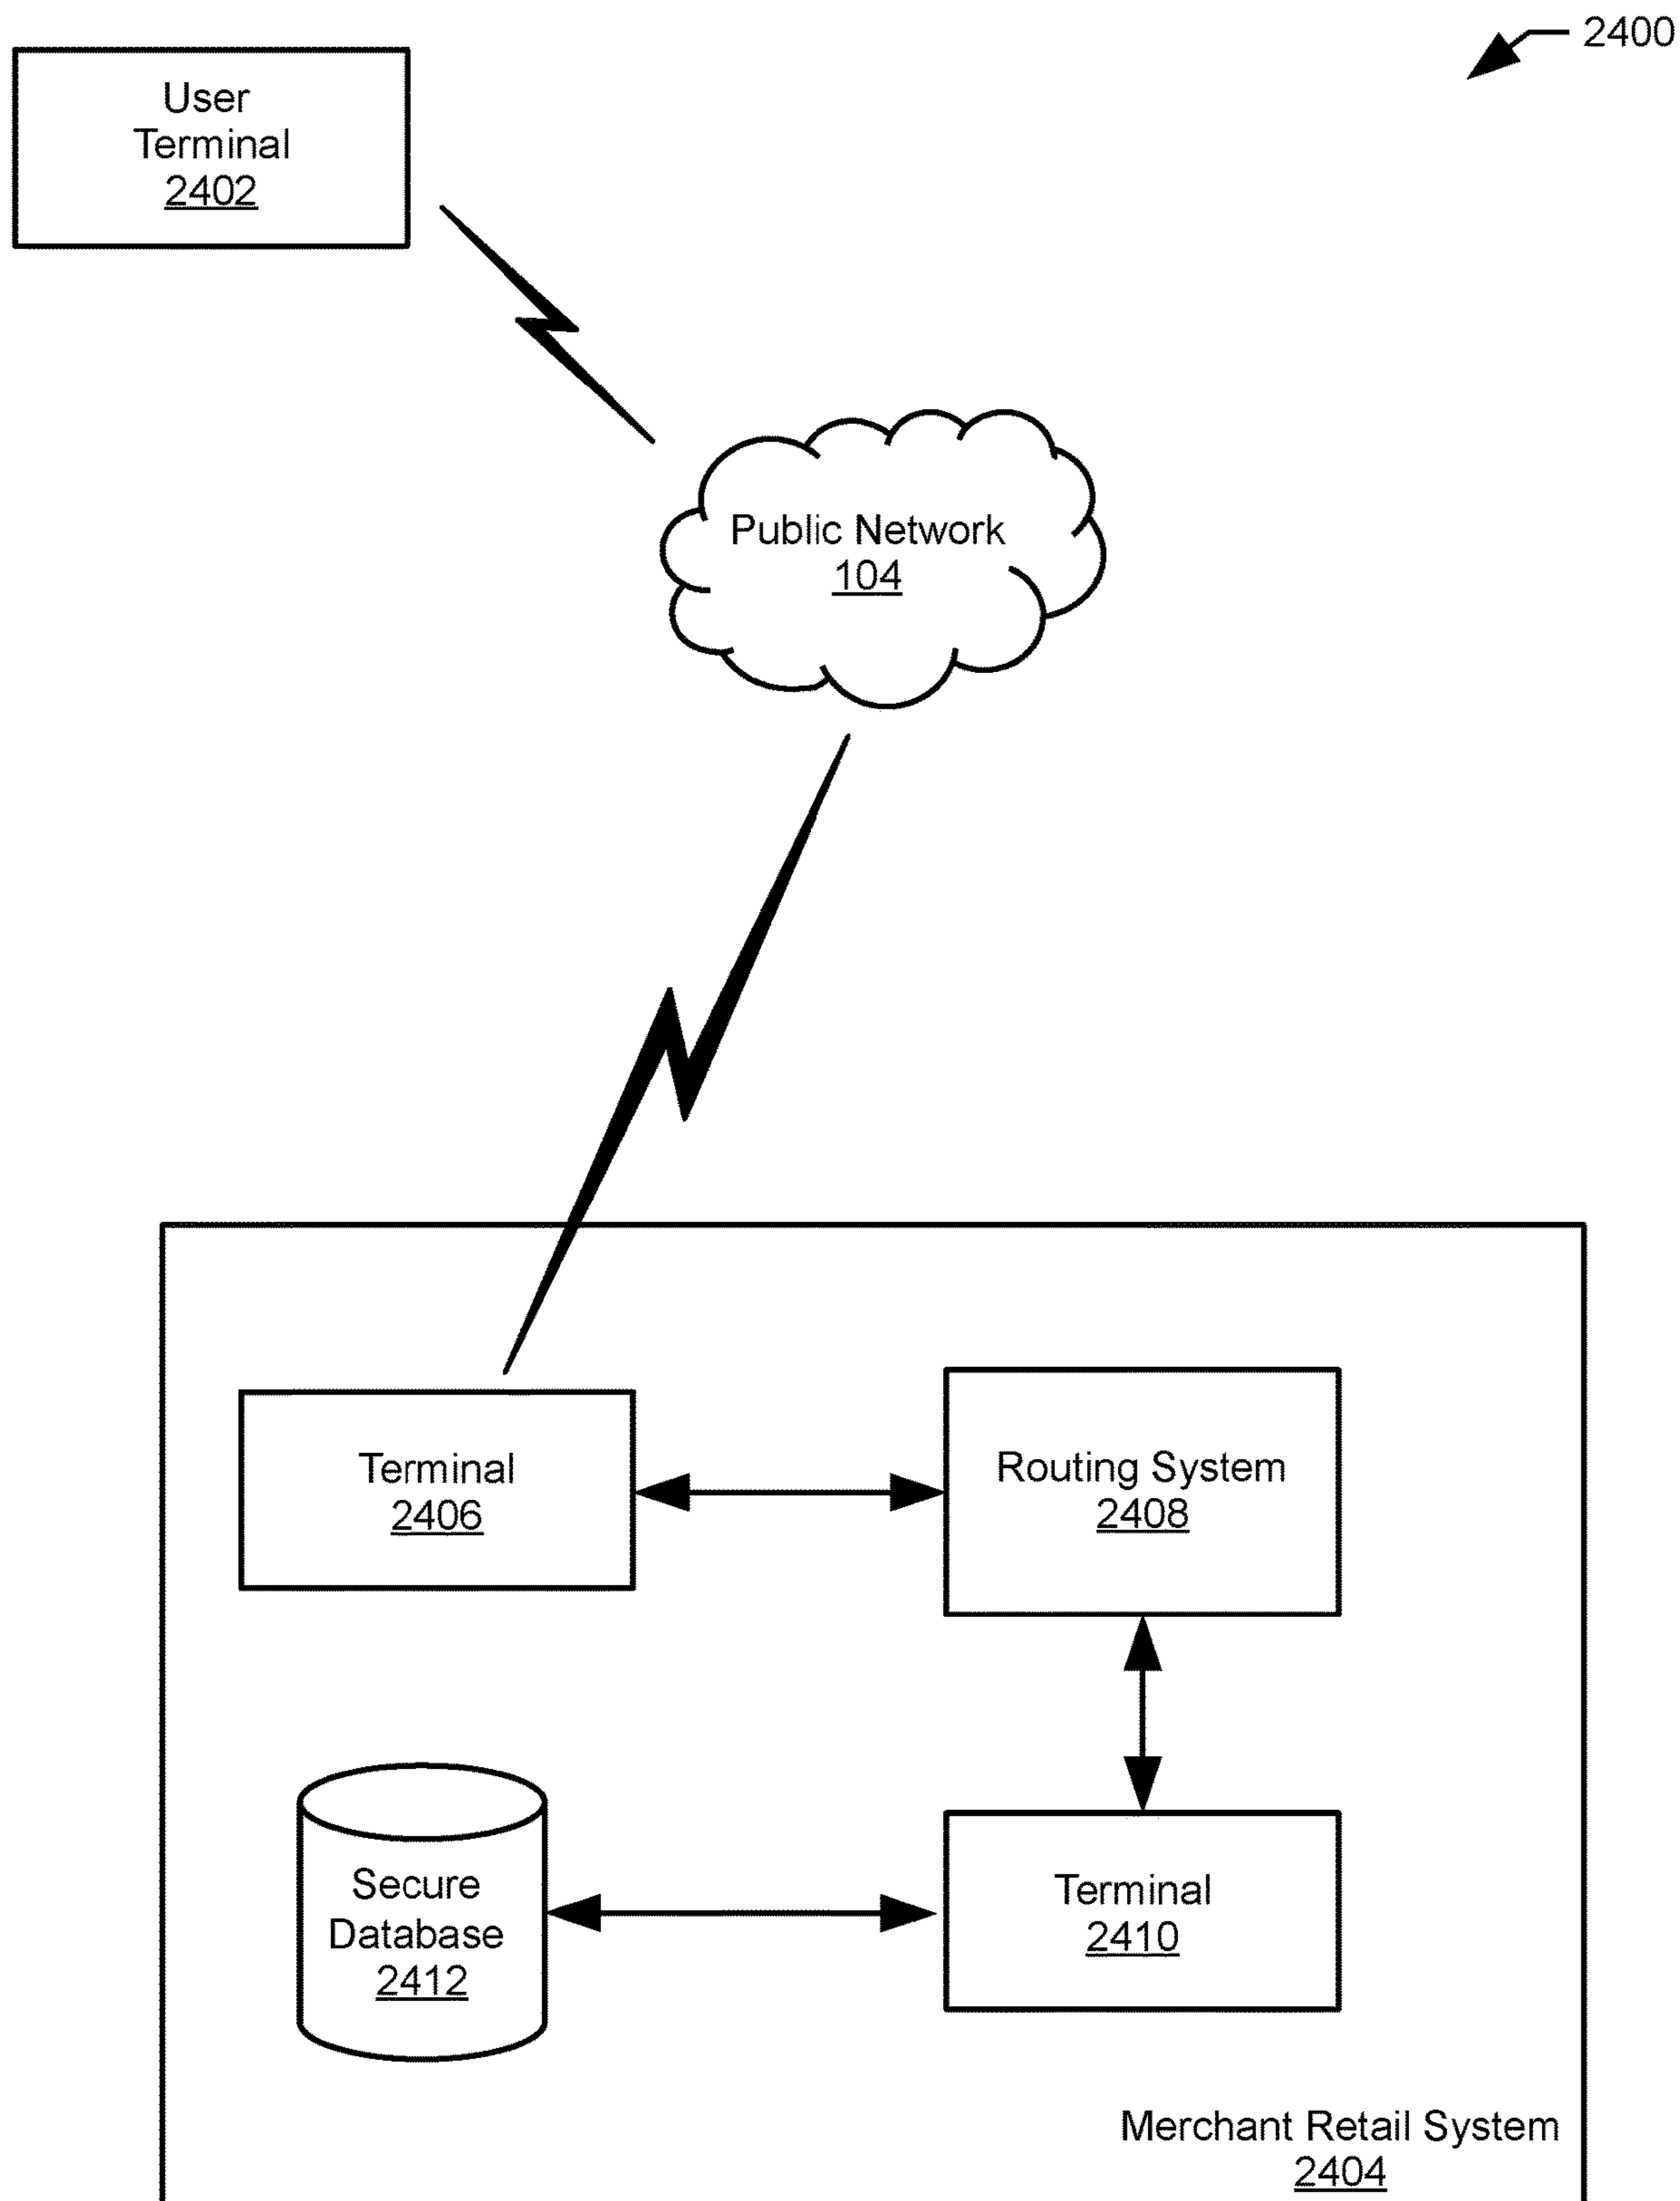 2400
User
Terminal
2402
Public Network
104
Terminal
2406
Routing System
2408
Secure
Database
2412
Terminal
2410
Merchant Retail System
2404